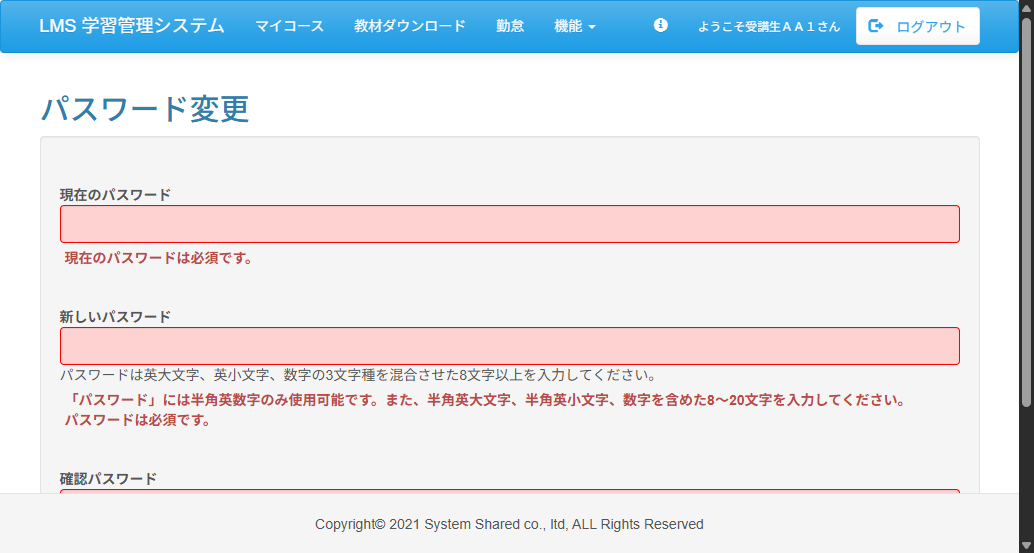 LMS 学習管理システム マイコース 教材ダウンロード 勤怠 機能 ようこそ受講生ＡＡ１さん ログアウト
パスワード変更
現在のパスワード
現在のパスワードは必須です。
新しいパスワード
パスワードは英大文字、英小文字、数字の3文字種を混合させた8文字以上を入力してください。
「パスワード」には半角英数字のみ使用可能です。また、半角英大文字、半角英小文字、数字を含めた8～20文字を入力してください。
パスワードは必須です。
確認パスワード
Copyright© 2021 System Shared co., ltd, ALL Rights Reserved